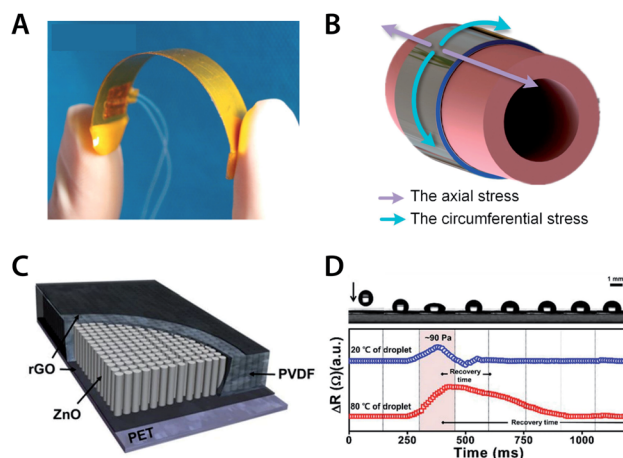 A
B
The axial stress
The circumferential stress
C
rGO
ZnO
PVDF
PET
D
1 mm
~90 Pa
20 ℃ of droplet
Recovery
time
80 ℃ of droplet
Recovery time
ΔR (Ω)(a.u.)
0 250 500 750 1000
Time (ms)